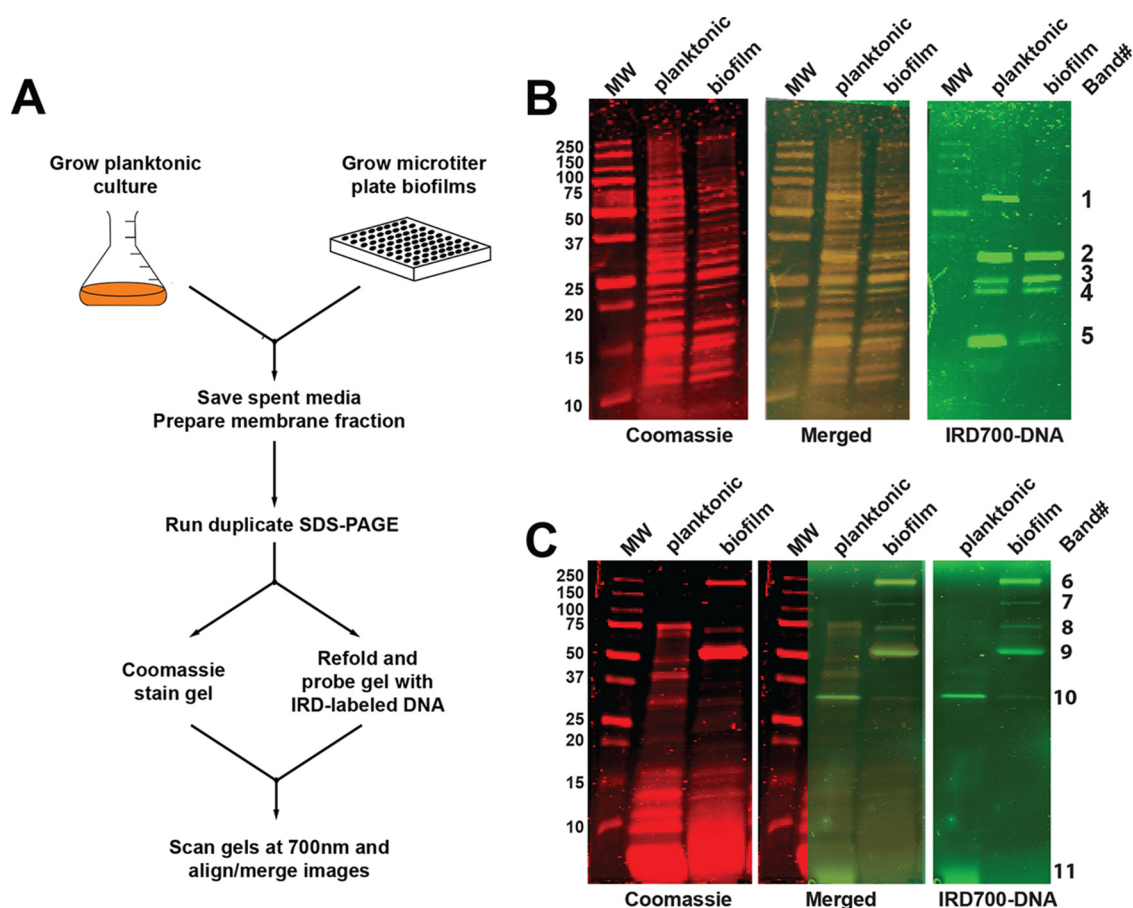 A
Grow planktonic
culture
Grow microtiter
plate biofilms
Save spent media
Prepare membrane fraction
Run duplicate SDS-PAGE
Coomassie
stain gel
Refold and
probe gel with
IRD-labeled DNA
Scan gels at 700nm and
align/merge images
B
MW planktonic biofilm MW planktonic biofilm MW planktonic biofilm Band#
250
150
100
75
50
37
25
20
15
10
1
2
3
4
5
Coomassie Merged IRD700-DNA
C
MW planktonic biofilm MW planktonic biofilm planktonic biofilm Band#
250
150
100
75
50
37
25
20
15
10
6
7
8
9
10
11
Coomassie Merged IRD700-DNA